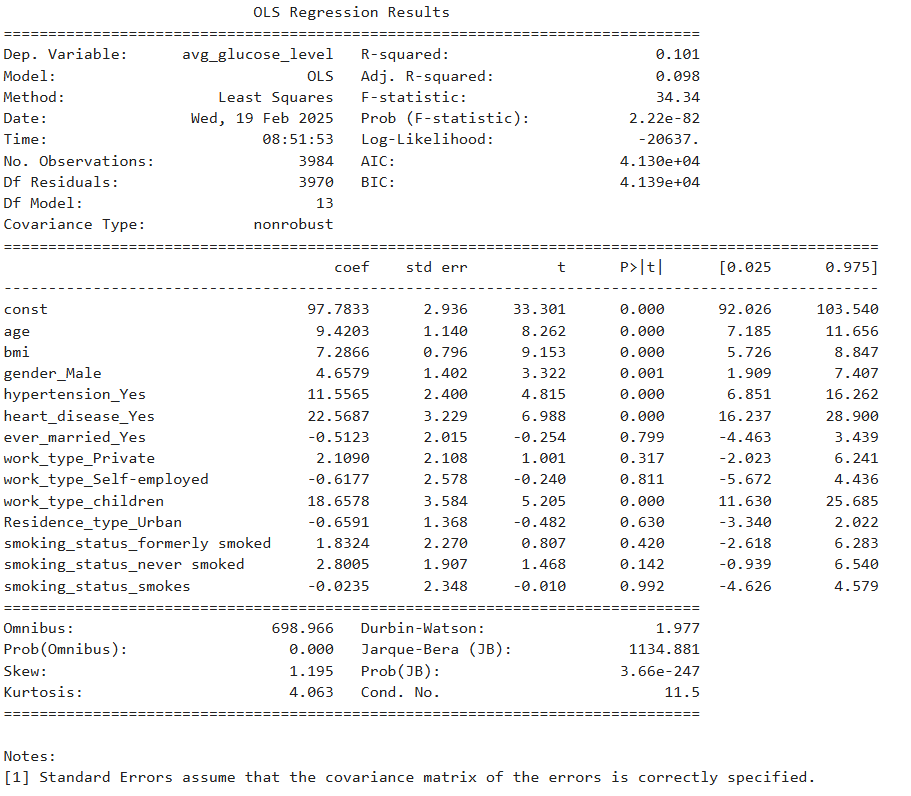 OLS Regression Results
==============================================================================
Dep. Variable:      avg_glucose_level   R-squared:                       0.101
Model:                            OLS   Adj. R-squared:                  0.098
Method:                 Least Squares   F-statistic:                     34.34
Date:                Wed, 19 Feb 2025   Prob (F-statistic):           2.22e-82
Time:                        08:51:53   Log-Likelihood:                -20637.
No. Observations:                3984   AIC:                         4.130e+04
Df Residuals:                    3970   BIC:                         4.139e+04
Df Model:                          13
Covariance Type:            nonrobust
==================================================================================================
                                     coef    std err          t      P>|t|      [0.025      0.975]
--------------------------------------------------------------------------------------------------
const                             97.7833      2.936     33.301      0.000      92.026     103.540
age                                9.4203      1.140      8.262      0.000       7.185      11.656
bmi                                7.2866      0.796      9.153      0.000       5.726       8.847
gender_Male                        4.6579      1.402      3.322      0.001       1.909       7.407
hypertension_Yes                  11.5565      2.400      4.815      0.000       6.851      16.262
heart_disease_Yes                 22.5687      3.229      6.988      0.000      16.237      28.900
ever_married_Yes                  -0.5123      2.015     -0.254      0.799      -4.463       3.439
work_type_Private                  2.1090      2.108      1.001      0.317      -2.023       6.241
work_type_Self-employed           -0.6177      2.578     -0.240      0.811      -5.672       4.436
work_type_children                18.6578      3.584      5.205      0.000      11.630      25.685
Residence_type_Urban              -0.6591      1.368     -0.482      0.630      -3.340       2.022
smoking_status_formerly smoked     1.8324      2.270      0.807      0.420      -2.618       6.283
smoking_status_never smoked        2.8005      1.907      1.468      0.142      -0.939       6.540
smoking_status_smokes             -0.0235      2.348     -0.010      0.992      -4.626       4.579
==============================================================================
Omnibus:                      698.966   Durbin-Watson:                   1.977
Prob(Omnibus):                  0.000   Jarque-Bera (JB):             1134.881
Skew:                           1.195   Prob(JB):                    3.66e-247
Kurtosis:                       4.063   Cond. No.                         11.5
==============================================================================

Notes:
[1] Standard Errors assume that the covariance matrix of the errors is correctly specified.